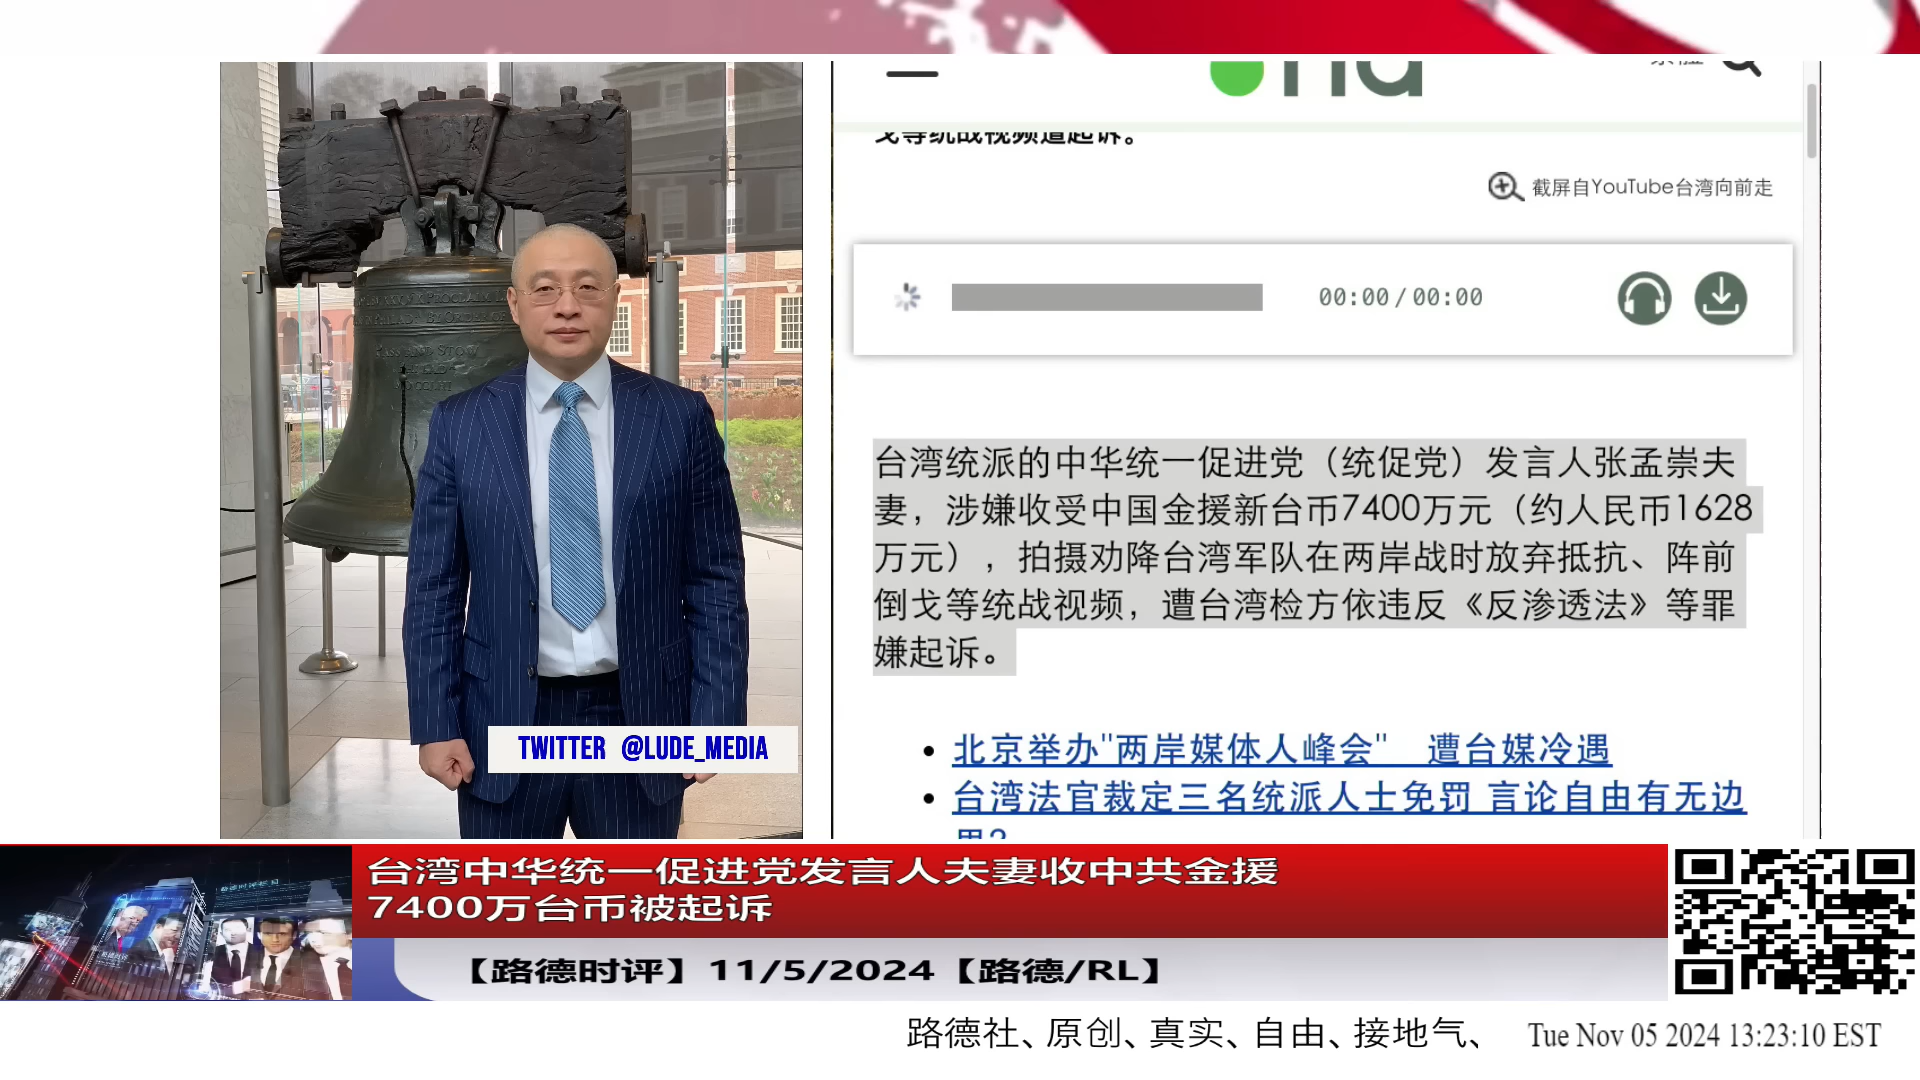 戈等统战视频遭起诉。
截屏自YouTube台湾向前走
00:00 / 00:00
台湾统派的中华统一促进党（统促党）发言人张孟崇夫
妻，涉嫌收受中国金援新台币7400万元（约人民币1628
万元），拍摄劝降台湾军队在两岸战时放弃抵抗、阵前
倒戈等统战视频，遭台湾检方依违反《反渗透法》等罪
嫌起诉。
北京举办"两岸媒体人峰会" 遭台媒冷遇
台湾法官裁定三名统派人士免罚 言论自由有无边
TWITTER @LUDE_MEDIA
台湾中华统一促进党发言人夫妻收中共金援
7400万台币被起诉
【路德时评】11/5/2024【路德/RL】
路德社、原创、真实、自由、接地气、
Tue Nov 05 2024 13:23:10 EST